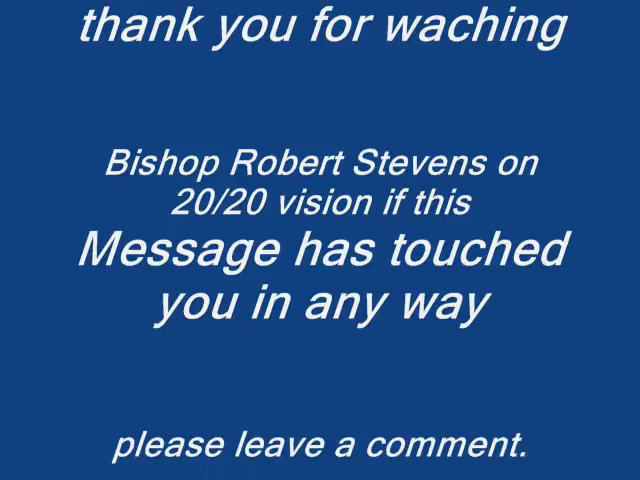 thank you for waching
Bishop Robert Stevens on
20/20 vision if this
Message has touched
you in any way
please leave a comment.